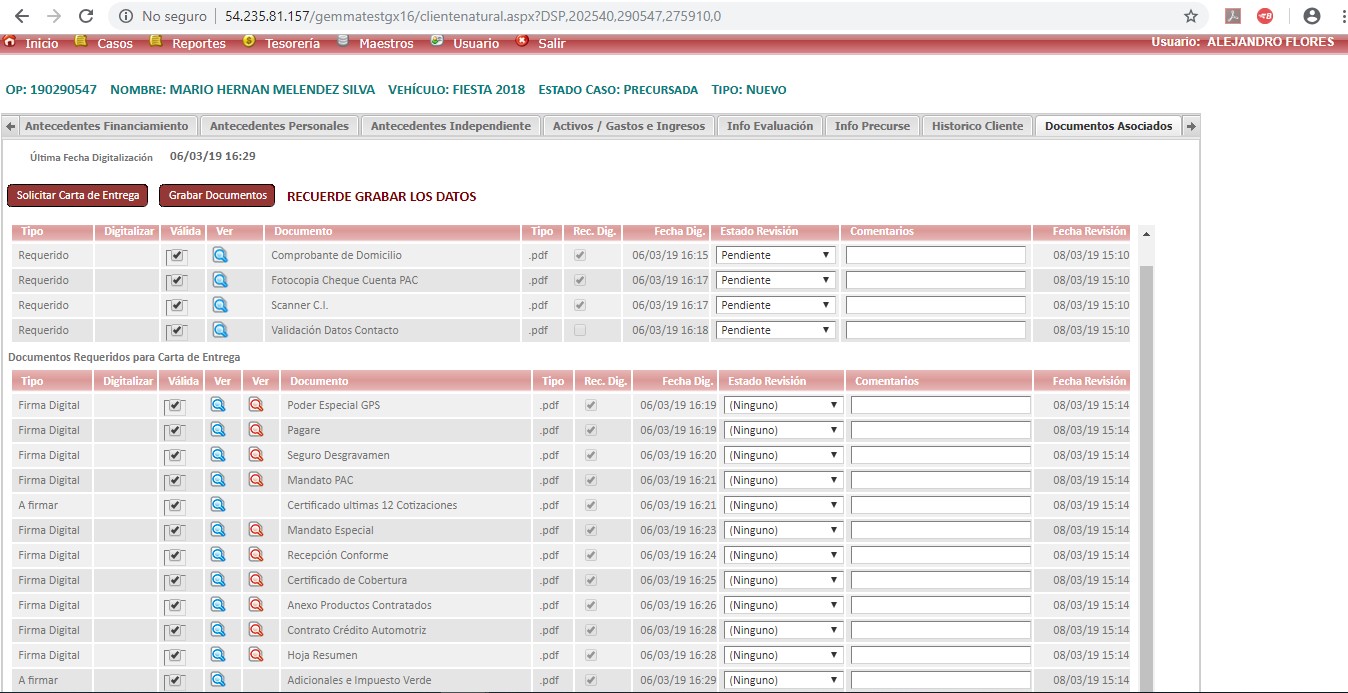 No seguro | 54.235.81.157/gemmatestgx16/clientenatural.aspx?DSP,202540,290547,275910,0
Inicio Casos Reportes Tesorería Maestros Usuario Salir Usuario: ALEJANDRO FLORES
OP: 190290547 NOMBRE: MARIO HERNAN MELENDEZ SILVA VEHÍCULO: FIESTA 2018 ESTADO CASO: PRECURSADA TIPO: NUEVO
Antecedentes Financiamiento Antecedentes Personales Antecedentes Independiente Activos / Gastos e Ingresos Info Evaluación Info Precurse Historico Cliente Documentos Asociados
Última Fecha Digitalización 06/03/19 16:29
Solicitar Carta de Entrega Grabar Documentos RECUERDE GRABAR LOS DATOS
Tipo Digitalizar Válida Ver Documento Tipo Rec. Dig. Fecha Dig. Estado Revisión Comentarios Fecha Revisión
Requerido Comprobante de Domicilio .pdf 06/03/19 16:15 Pendiente 08/03/19 15:10
Requerido Fotocopia Cheque Cuenta PAC .pdf 06/03/19 16:17 Pendiente 08/03/19 15:10
Requerido Scanner C.I. .pdf 06/03/19 16:17 Pendiente 08/03/19 15:10
Requerido Validación Datos Contacto .pdf 06/03/19 16:18 Pendiente 08/03/19 15:10
Documentos Requeridos para Carta de Entrega
Tipo Digitalizar Válida Ver Ver Documento Tipo Rec. Dig. Fecha Dig. Estado Revisión Comentarios Fecha Revisión
Firma Digital Poder Especial GPS .pdf 06/03/19 16:19 (Ninguno) 08/03/19 15:14
Firma Digital Pagare .pdf 06/03/19 16:19 (Ninguno) 08/03/19 15:14
Firma Digital Seguro Desgravamen .pdf 06/03/19 16:20 (Ninguno) 08/03/19 15:14
Firma Digital Mandato PAC .pdf 06/03/19 16:21 (Ninguno) 08/03/19 15:14
A firmar Certificado ultimas 12 Cotizaciones .pdf 06/03/19 16:21 (Ninguno) 08/03/19 15:14
Firma Digital Mandato Especial .pdf 06/03/19 16:23 (Ninguno) 08/03/19 15:14
Firma Digital Recepción Conforme .pdf 06/03/19 16:24 (Ninguno) 08/03/19 15:14
Firma Digital Certificado de Cobertura .pdf 06/03/19 16:25 (Ninguno) 08/03/19 15:14
Firma Digital Anexo Productos Contratados .pdf 06/03/19 16:26 (Ninguno) 08/03/19 15:14
Firma Digital Contrato Crédito Automotriz .pdf 06/03/19 16:28 (Ninguno) 08/03/19 15:14
Firma Digital Hoja Resumen .pdf 06/03/19 16:28 (Ninguno) 08/03/19 15:14
A firmar Adicionales e Impuesto Verde .pdf 06/03/19 16:29 (Ninguno) 08/03/19 15:14